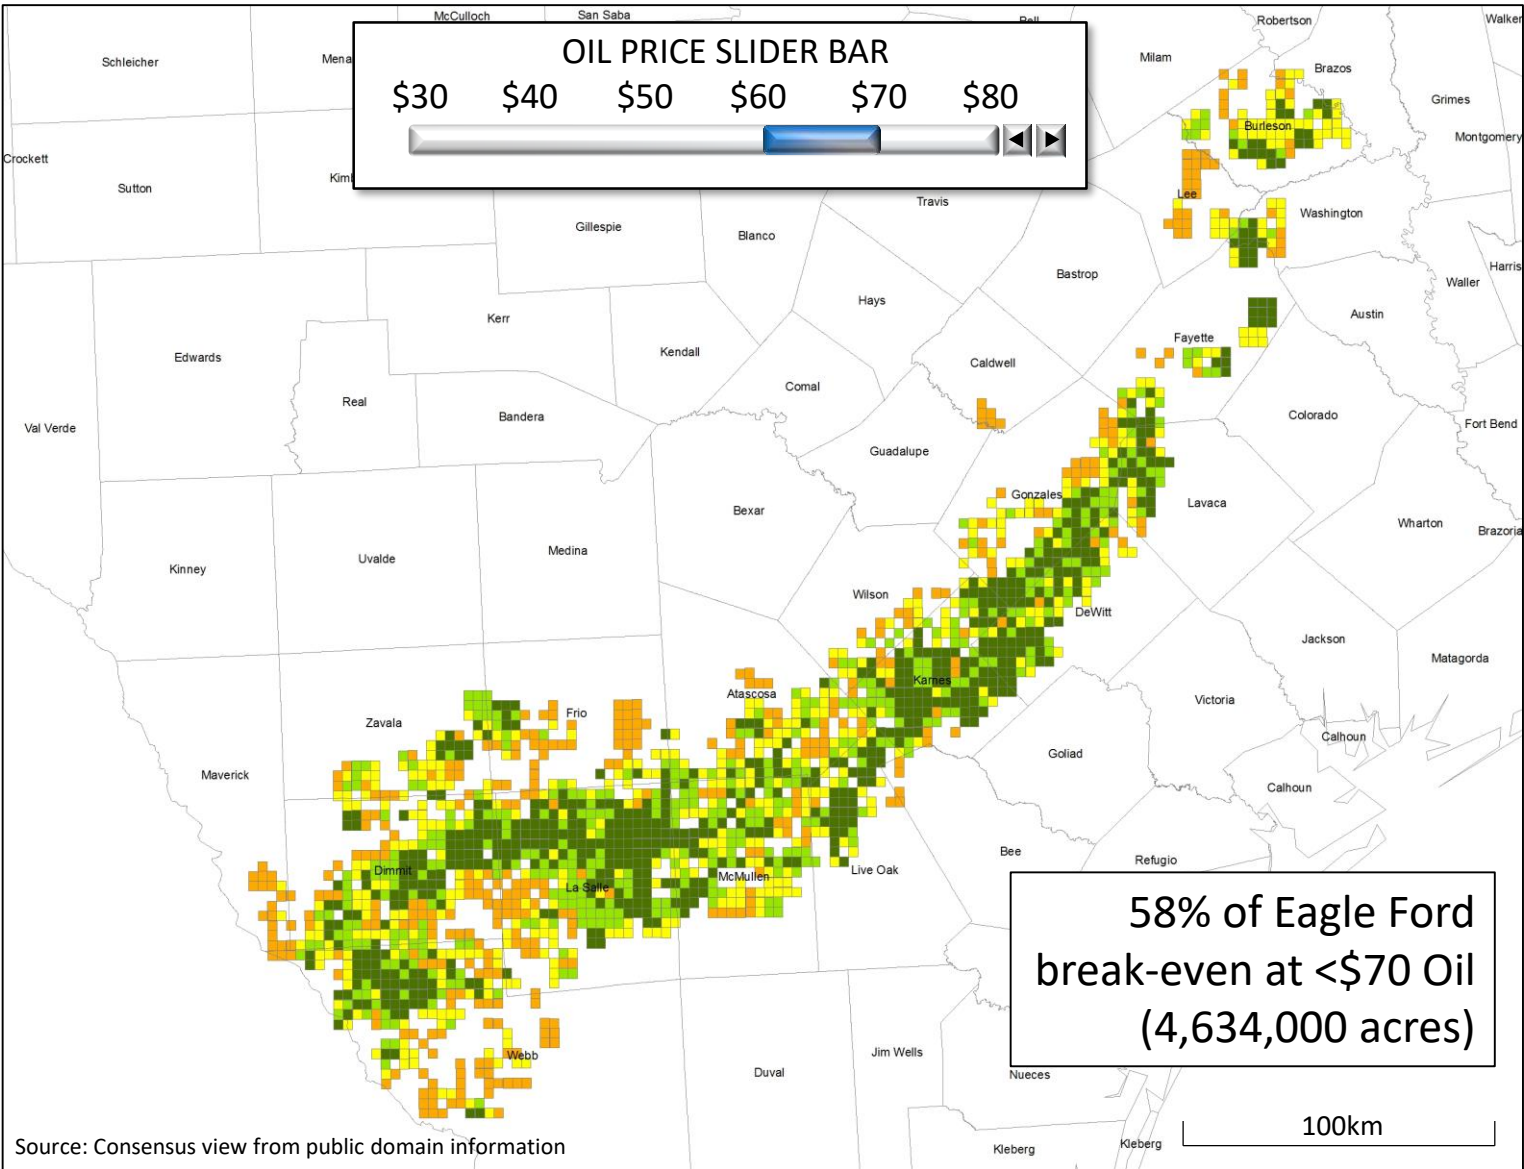 McCulloch
San Saba
Bell
Robertson
Walker
OIL PRICE SLIDER BAR
$30 $40 $50 $60 $70 $80
Schleicher
Mena
Milam
Brazos
Grimes
Burleson
Montgomery
Crockett
Sutton
Kim
Lee
Travis
Washington
Gillespie
Blanco
Bastrop
Harris
Waller
Hays
Kerr
Austin
Edwards
Kendall
Caldwell
Fayette
Comal
Real
Bandera
Colorado
Val Verde
Fort Bend
Guadalupe
Gonzales
Bexar
Lavaca
Wharton
Brazoria
Kinney
Uvalde
Medina
Wilson
DeWitt
Jackson
Matagorda
Karnes
Atascosa
Victoria
Zavala
Frio
Calhoun
Goliad
Maverick
Calhoun
Bee
Refugio
Dimmit
La Salle
McMullen
Live Oak
58% of Eagle Ford
break-even at <$70 Oil
(4,634,000 acres)
Webb
Duval
Jim Wells
Nueces
100km
Source: Consensus view from public domain information
Kleberg
Kleberg